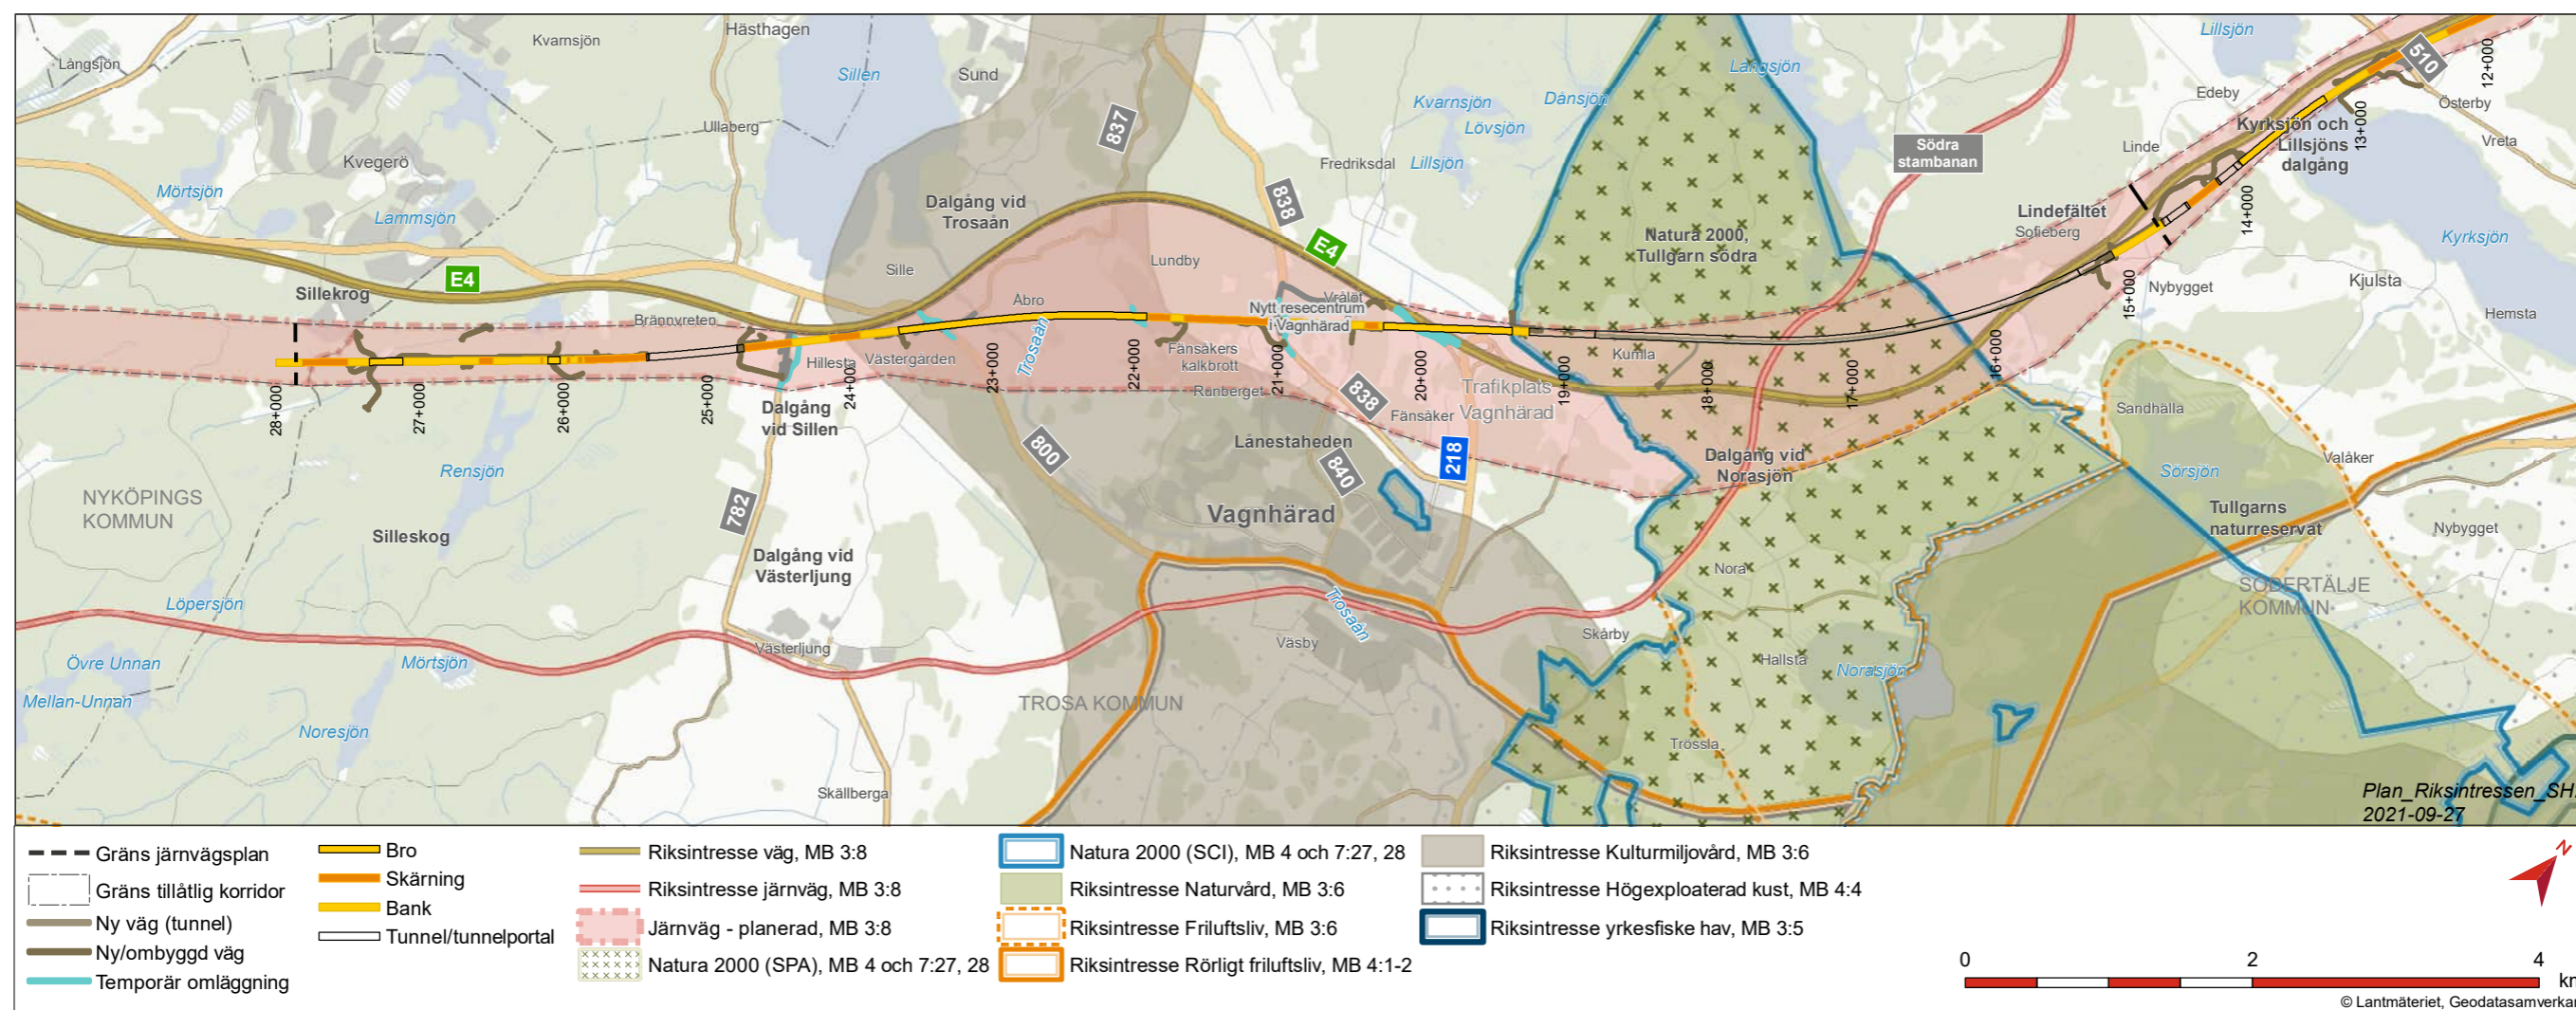 Hästhagen
Kvarnsjön
Långsjön
Sillen
Sund
837
Ullaberg
Kvegerö
Mörtsjön
Lammsjön
Dalgång vid
Trosaån
838
Kvarnsjön
Lövsjön
Lillsjön
Fredriksdal
Dånsjön
Långsjön
Södra
stambanan
Lillsjön
510
12+000
Edeby
Österby
13+000
Vreta
Kyrksjön och
Lillsjöns
dalgång
Linde
14+000
Lindefältet
Sofieberg
Kyrksjön
Natura 2000,
Tullgarn södra
E4
Sillekrog
Sille
Lundby
E4
Åbro
Vrålöt
Nytt resecentrum
i Vagnhärad
Nybygget
Kjulsta
Hemsta
15+000
Brännvreten
Hillesta
Västergården
Trosaån
Fänsåkers
kalkbrott
Runberget
Kumla
28+000
27+000
26+000
25+000
24+000
23+000
22+000
21+000
20+000
19+000
18+000
17+000
16+000
Dalgång
vid Sillen
838
Fänsåker
Trafikplats
Vagnhärad
Sandhälla
800
Lånestaheden
840
218
Dalgång vid
Norasjön
Sörsjön
Valåker
Rensjön
NYKÖPINGS
KOMMUN
Silleskog
782
Vagnhärad
Tullgarns
naturreservat
Nybygget
Dalgång vid
Västerljung
Nora
SÖDERTÄLJE
KOMMUN
Löpersjön
Trosaån
Väsby
Skårby
Västerljung
Övre Unnan
Mörtsjön
Hallsta
Norasjön
Mellan-Unnan
TROSA KOMMUN
Noresjön
Trössla
Skällberga
Plan_Riksintressen_SH
2021-09-27
Gräns järnvägsplan
Gräns tillåtlig korridor
Ny väg (tunnel)
Ny/ombyggd väg
Temporär omläggning
Bro
Skärning
Bank
Tunnel/tunnelportal
Riksintresse väg, MB 3:8
Riksintresse järnväg, MB 3:8
Järnväg - planerad, MB 3:8
Natura 2000 (SPA), MB 4 och 7:27, 28
Natura 2000 (SCI), MB 4 och 7:27, 28
Riksintresse Naturvård, MB 3:6
Riksintresse Friluftsliv, MB 3:6
Riksintresse Rörligt friluftsliv, MB 4:1-2
Riksintresse Kulturmiljovård, MB 3:6
Riksintresse Högexploaterad kust, MB 4:4
Riksintresse yrkesfiske hav, MB 3:5
N
0 2 4
km
© Lantmäteriet, Geodatasamverkan